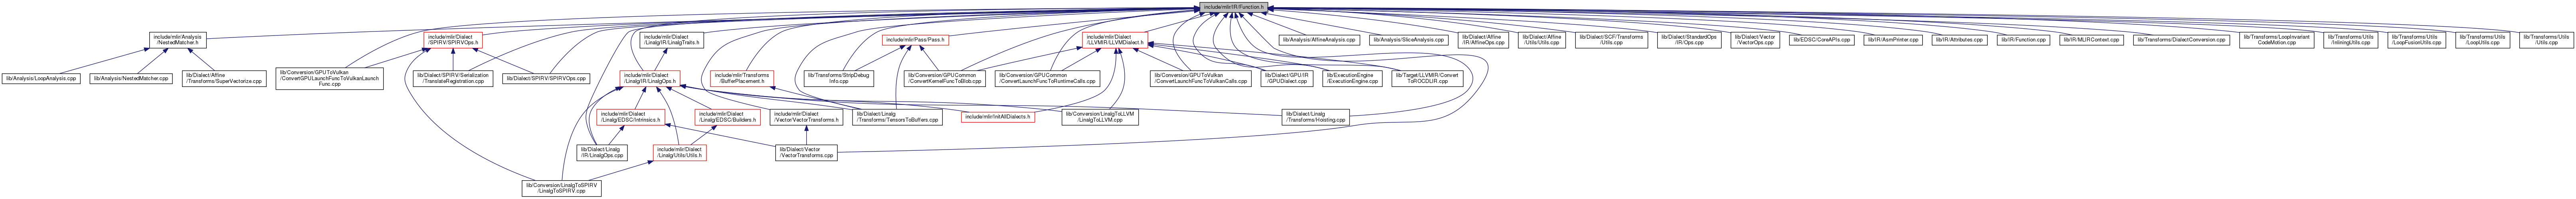 include/mlir/IR/Function.h
include/mlir/Analysis
/NestedMatcher.h
include/mlir/Dialect
/SPIRV/SPIRVOps.h
include/mlir/Dialect
/Linalg/IR/LinalgTraits.h
include/mlir/Pass/Pass.h
include/mlir/Dialect
/LLVMIR/LLVMDialect.h
lib/Analysis/AffineAnalysis.cpp
lib/Analysis/SliceAnalysis.cpp
lib/Dialect/Affine
/IR/AffineOps.cpp
lib/Dialect/Affine
/Utils/Utils.cpp
lib/Dialect/SCF/Transforms
/Utils.cpp
lib/Dialect/StandardOps
/IR/Ops.cpp
lib/Dialect/Vector
/VectorOps.cpp
lib/EDSC/CoreAPIs.cpp
lib/IR/AsmPrinter.cpp
lib/IR/Attributes.cpp
lib/IR/Function.cpp
lib/IR/MLIRContext.cpp
lib/Transforms/DialectConversion.cpp
lib/Transforms/LoopInvariant
CodeMotion.cpp
lib/Transforms/Utils
/InliningUtils.cpp
lib/Transforms/Utils
/LoopFusionUtils.cpp
lib/Transforms/Utils
/LoopUtils.cpp
lib/Transforms/Utils
/Utils.cpp
lib/Analysis/LoopAnalysis.cpp
lib/Analysis/NestedMatcher.cpp
lib/Dialect/Affine
/Transforms/SuperVectorize.cpp
lib/Conversion/GPUToVulkan
/ConvertGPULaunchFuncToVulkanLaunch
Func.cpp
lib/Dialect/SPIRV/Serialization
/TranslateRegistration.cpp
lib/Dialect/SPIRV/SPIRVOps.cpp
include/mlir/Dialect
/Linalg/IR/LinalgOps.h
include/mlir/Transforms
/BufferPlacement.h
lib/Transforms/StripDebug
Info.cpp
lib/Conversion/GPUCommon
/ConvertKernelFuncToBlob.cpp
lib/Conversion/GPUCommon
/ConvertLaunchFuncToRuntimeCalls.cpp
lib/Conversion/GPUToVulkan
/ConvertLaunchFuncToVulkanCalls.cpp
lib/Dialect/GPU/IR
/GPUDialect.cpp
lib/ExecutionEngine
/ExecutionEngine.cpp
lib/Target/LLVMIR/Convert
ToROCDLIR.cpp
include/mlir/Dialect
/Linalg/EDSC/Intrinsics.h
include/mlir/Dialect
/Linalg/EDSC/Builders.h
include/mlir/Dialect
/Vector/VectorTransforms.h
lib/Dialect/Linalg
/Transforms/TensorsToBuffers.cpp
include/mlir/InitAllDialects.h
lib/Conversion/LinalgToLLVM
/LinalgToLLVM.cpp
lib/Dialect/Linalg
/Transforms/Hoisting.cpp
lib/Dialect/Linalg
/IR/LinalgOps.cpp
include/mlir/Dialect
/Linalg/Utils/Utils.h
lib/Dialect/Vector
/VectorTransforms.cpp
lib/Conversion/LinalgToSPIRV
/LinalgToSPIRV.cpp